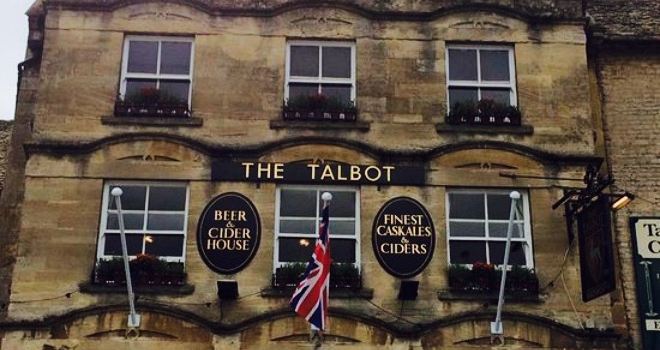 THE TALBOT
BEER
&
CIDER
HOUSE
FINEST
CASKALES
&
CIDERS